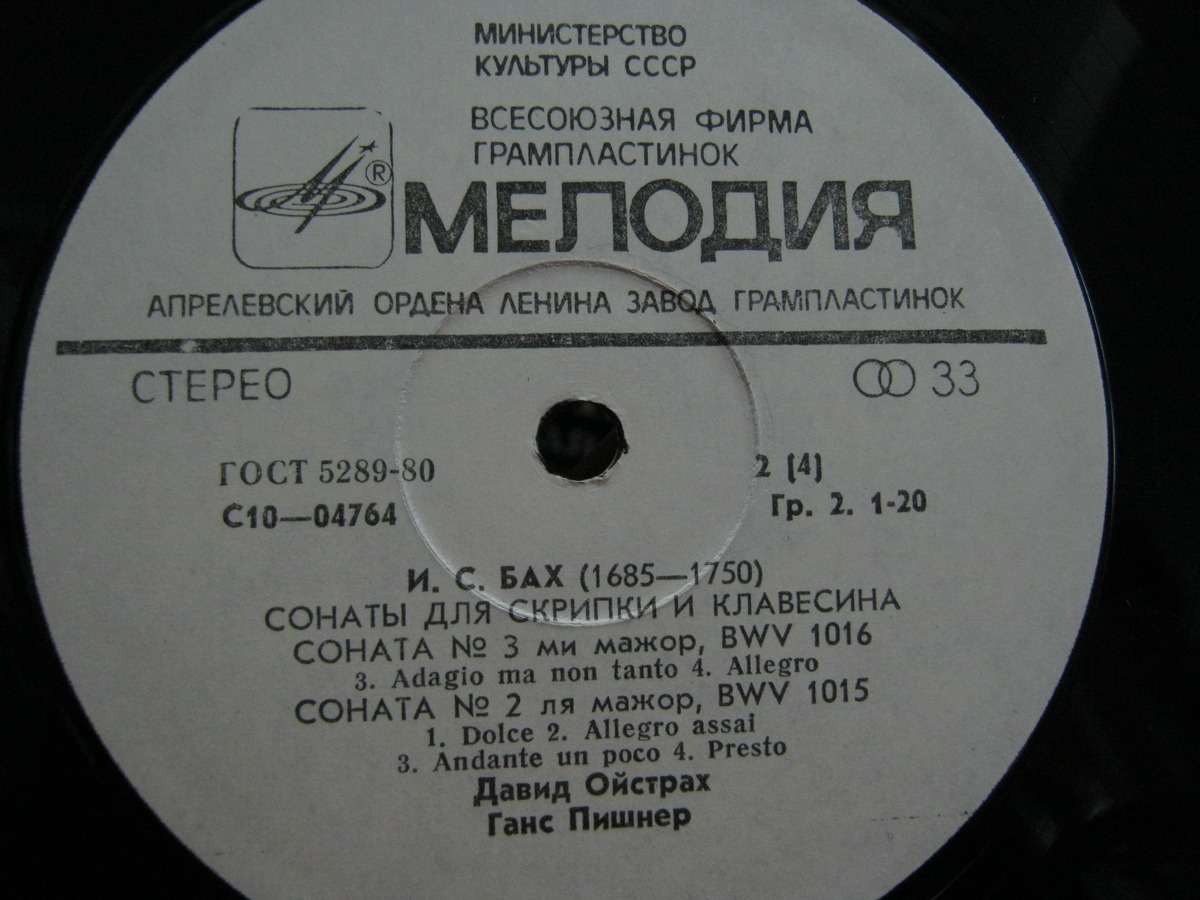 МИНИСТЕРСТВО
КУЛЬТУРЫ СССР
ВСЕСОЮЗНАЯ ФИРМА
ГРАМПЛАСТИНОК
®
МЕЛОДИЯ
АПРЕЛЕВСКИЙ ОРДЕНА ЛЕНИНА ЗАВОД ГРАМПЛАСТИНОК
СТЕРЕО
33
ГОСТ 5289-80
2 (4)
С10—04764
Гр. 2. 1-20
И. С. БАХ (1685—1750)
СОНАТЫ ДЛЯ СКРИПКИ И КЛАВЕСИНА
СОНАТА № 3 ми мажор, BWV 1016
3. Adagio ma non tanto 4. Allegro
СОНАТА № 2 ля мажор, BWV 1015
1. Dolce 2. Allegro assai
3. Andante un poco 4. Presto
Давид Ойстрах
Ганс Пишнер